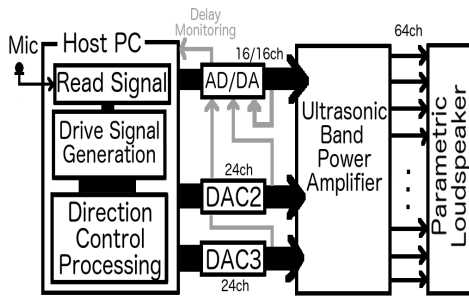 Delay
Monitoring
64ch
Mic
Host PC
16/16ch
Read Signal
AD/DA
Drive Signal
Generation
Ultrasonic
Band
Power
Amplifier
24ch
DAC2
Direction
Control
Processing
DAC3
24ch
Parametric
Loudspeaker